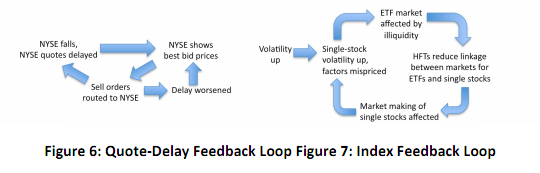 NYSE falls,
NYSE quotes delayed
NYSE shows
best bid prices
Sell orders
routed to NYSE
Delay worsened
Volatility
up
Single-stock
volatility up,
factors mispriced
ETF market
affected by
illiquidity
HFTs reduce linkage
between markets for
ETFs and single stocks
Market making of
single stocks affected
Figure 6: Quote-Delay Feedback Loop Figure 7: Index Feedback Loop